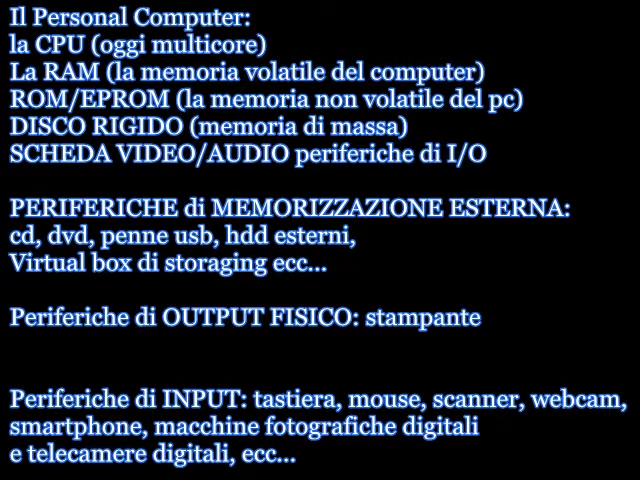 Il Personal Computer:
la CPU (oggi multicore)
La RAM (la memoria volatile del computer)
ROM/EPROM (la memoria non volatile del pc)
DISCO RIGIDO (memoria di massa)
SCHEDA VIDEO/AUDIO periferiche di I/O
PERIFERICHE di MEMORIZZAZIONE ESTERNA:
cd, dvd, penne usb, hdd esterni,
Virtual box di storaging ecc...
Periferiche di OUTPUT FISICO: stampante
Periferiche di INPUT: tastiera, mouse, scanner, webcam,
smartphone, macchine fotografiche digitali
e telecamere digitali, ecc...